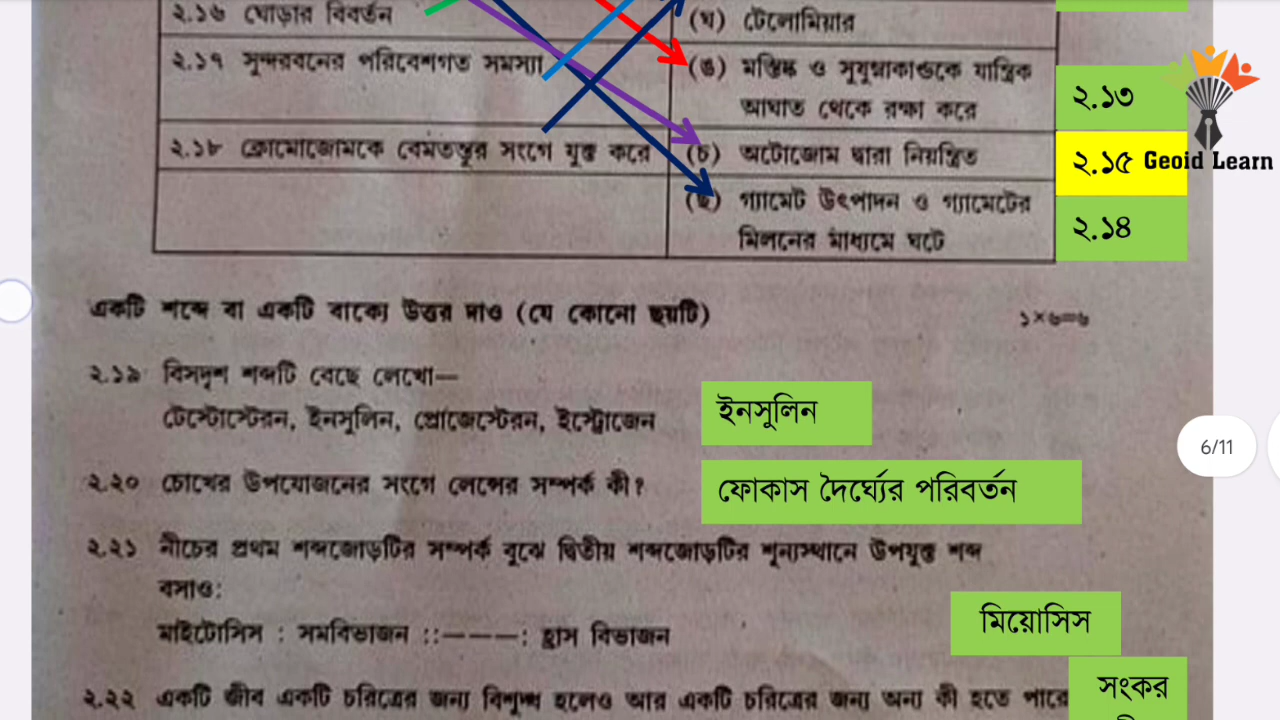 ২.১৬ ঘোড়ার বিবর্তন
(ঘ) টেলোমিয়ার
২.১৭ সুন্দরবনের পরিবেশগত সমস্যা
(ঙ) মস্তিষ্ক ও সুষুম্নাকাণ্ডকে যান্ত্রিক
আঘাত থেকে রক্ষা করে
২.১৩
২.১৮ ক্রোমোজোমকে বেমতন্তুর সংগে যুক্ত করে
(চ) অটোজোম দ্বারা নিয়ন্ত্রিত
২.১৫
Geoid Learn
(ছ) গ্যামেট উৎপাদন ও গ্যামেটের
মিলনের মাধ্যমে ঘটে
২.১৪
একটি শব্দে বা একটি বাক্যে উত্তর দাও (যে কোনো ছয়টি)
১×৬=৬
২.১৯ বিসদৃশ শব্দটি বেছে লেখো—
টেস্টোস্টেরন, ইনসুলিন, প্রোজেস্টেরন, ইস্ট্রোজেন
ইনসুলিন
২.২০ চোখের উপযোজনের সংগে লেন্সের সম্পর্ক কী?
ফোকাস দৈর্ঘ্যের পরিবর্তন
6/11
২.২১ নীচের প্রথম শব্দজোড়টির সম্পর্ক বুঝে দ্বিতীয় শব্দজোড়টির শূন্যস্থানে উপযুক্ত শব্দ
বসাও:
মাইটোসিস : সমবিভাজন ::———: হ্রাস বিভাজন
মিয়োসিস
২.২২ একটি জীব একটি চরিত্রের জন্য বিশুদ্ধ হলেও আর একটি চরিত্রের জন্য অন্য কী হতে পারে
সংকর